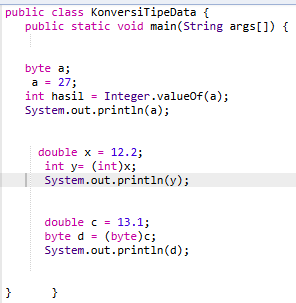 public class KonversiTipeData {
public static void main(String args[]) {
byte a;
a = 27;
int hasil = Integer.valueOf(a);
System.out.println(a);
double x = 12.2;
int y= (int)x;
System.out.println(y);
double c = 13.1;
byte d = (byte)c;
System.out.println(d);
} }